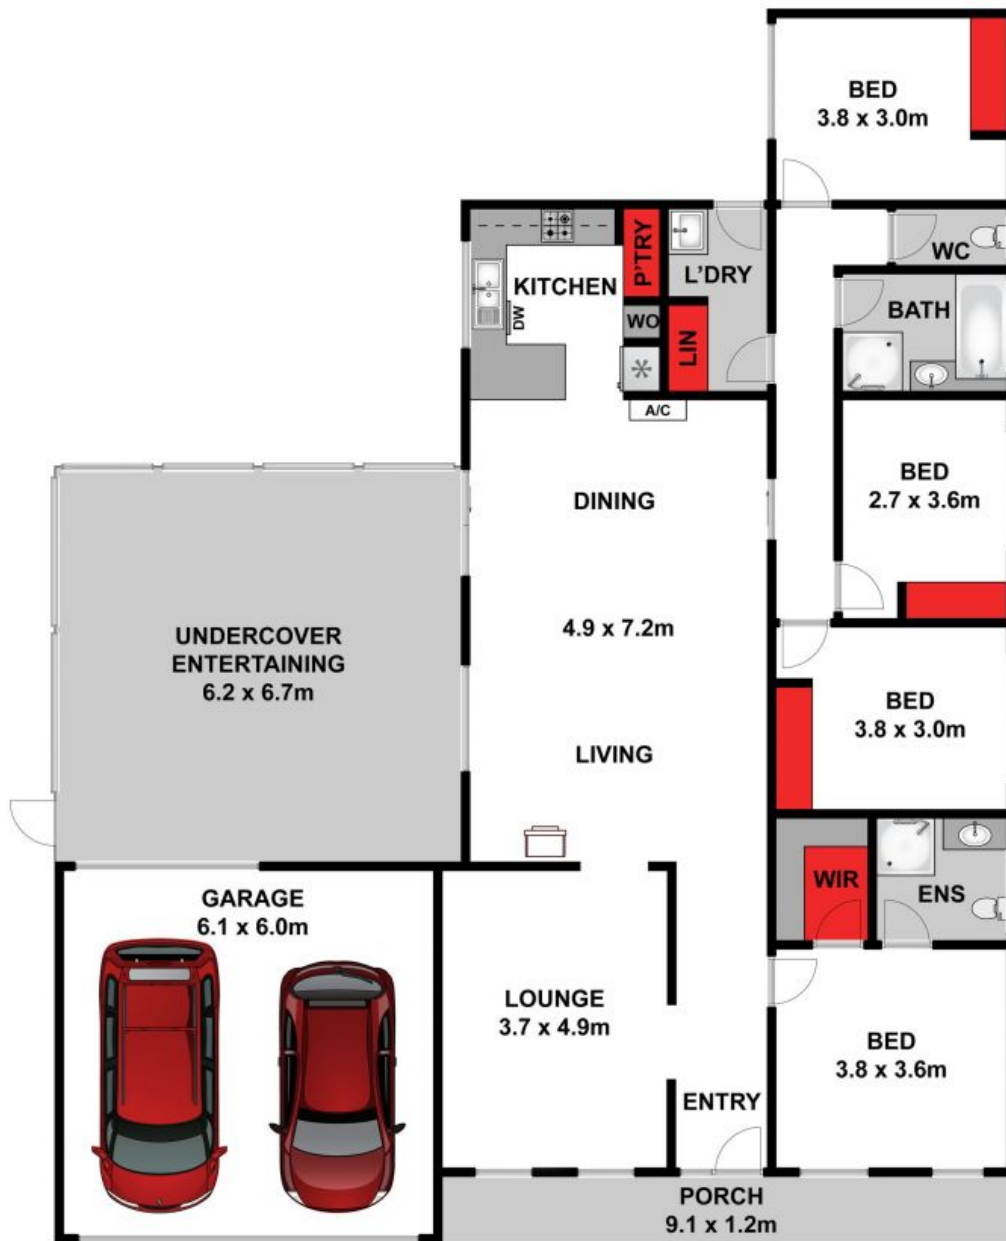 BED
3.8 x 3.0m
WC
P'TRY
L'DRY
KITCHEN
DW
WO
LIN
BATH
A/C
DINING
BED
2.7 x 3.6m
4.9 x 7.2m
UNDERCOVER
ENTERTAINING
6.2 x 6.7m
BED
3.8 x 3.0m
LIVING
WIR
ENS
GARAGE
6.1 x 6.0m
LOUNGE
3.7 x 4.9m
BED
3.8 x 3.6m
ENTRY
PORCH
9.1 x 1.2m